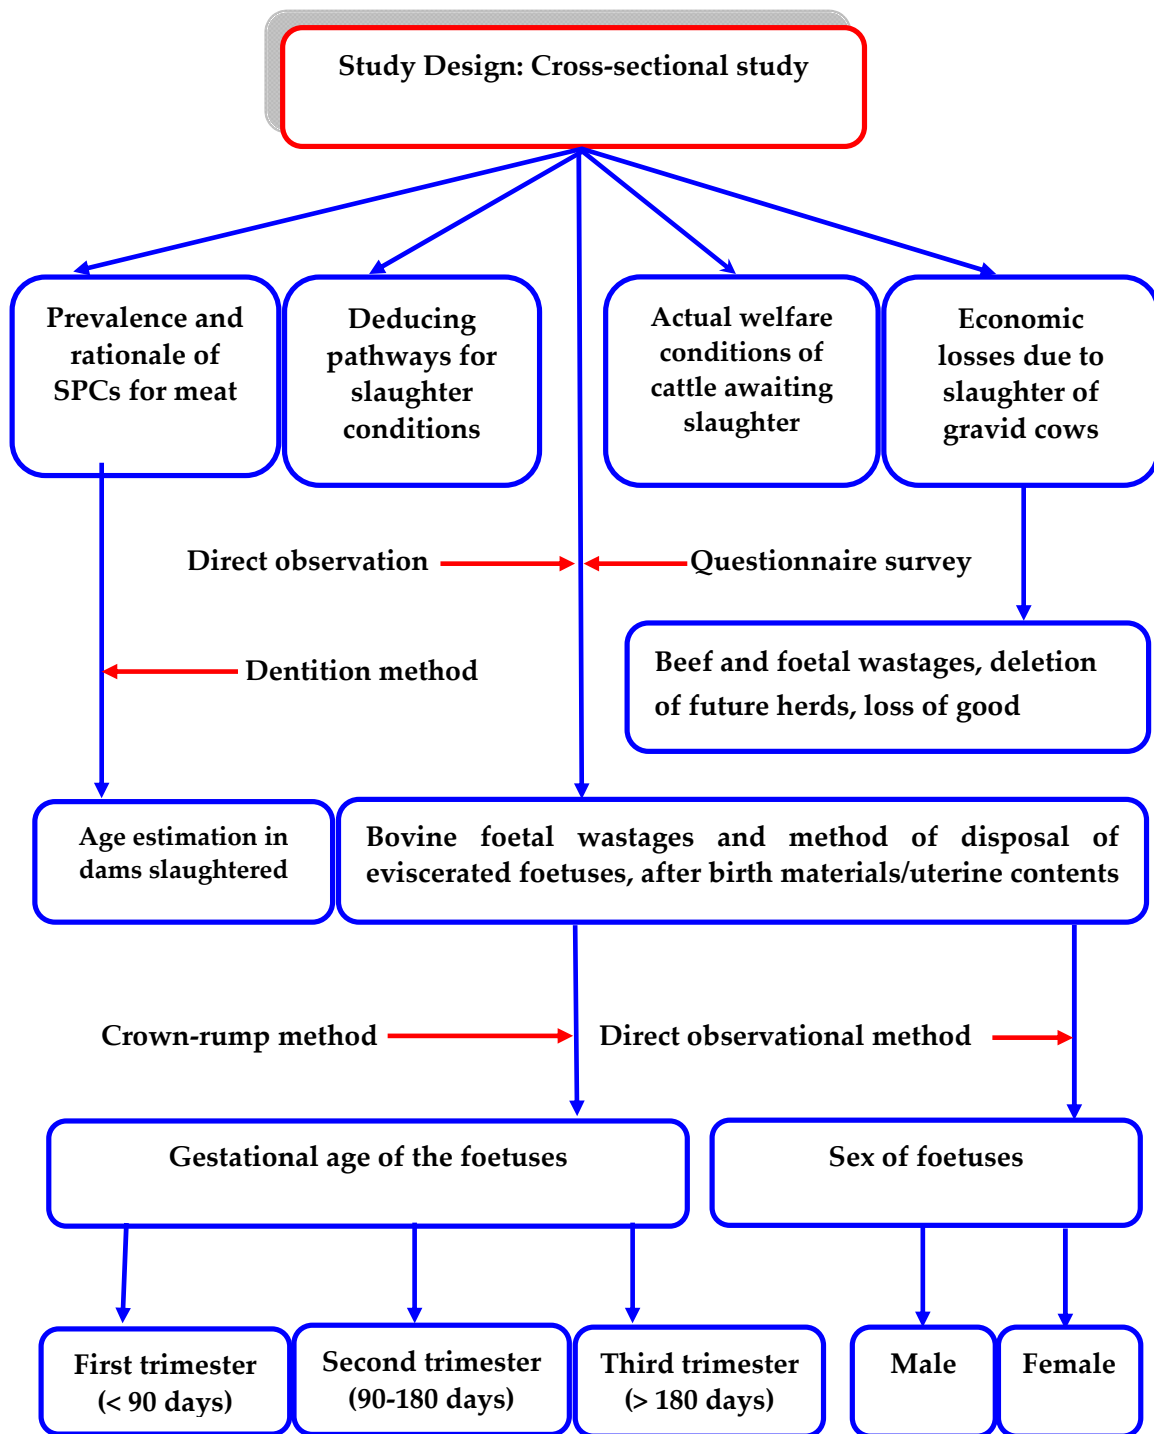 Study Design: Cross-sectional study
Prevalence and
rationale of
SPCs for meat
Deducing
pathways for
slaughter
conditions
Actual welfare
conditions of
cattle awaiting
slaughter
Economic
losses due to
slaughter of
gravid cows
Direct observation
Questionnaire survey
Dentition method
Beef and foetal wastages, deletion
of future herds, loss of good
Age estimation in
dams slaughtered
Bovine foetal wastages and method of disposal of
eviscerated foetuses, after birth materials/uterine contents
Crown-rump method
Direct observational method
Gestational age of the foetuses
Sex of foetuses
First trimester
(< 90 days)
Second trimester
(90-180 days)
Third trimester
(> 180 days)
Male
Female